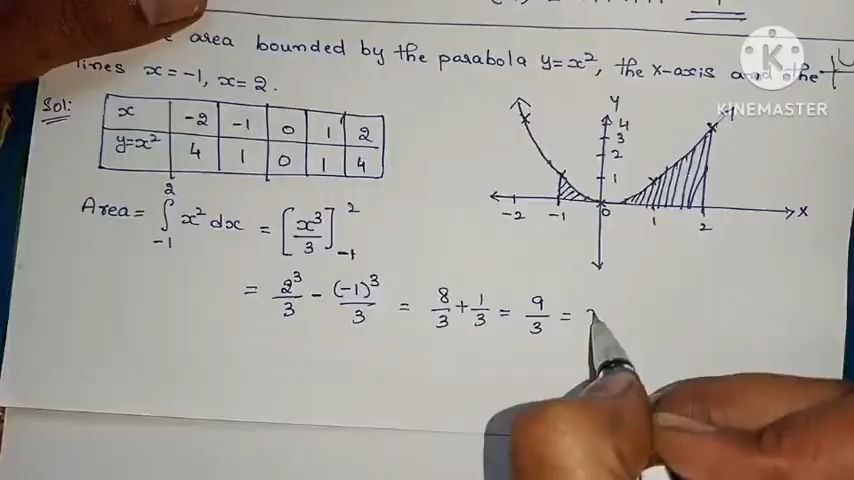 area bounded by the parabola y=x², the x-axis and the
lines x=-1, x=2.
Sol:
x -2 -1 0 1 2
y=x² 4 1 0 1 4
Area= ∫₋₁² x² dx = [x³/3]₋₁²
= 2³/3 - (-1)³/3 = 8/3 + 1/3 = 9/3 =
Y
4
3
2
1
-2 -1 0 1 2 X
K
KINEMASTER